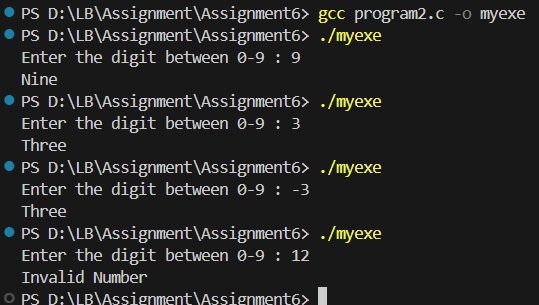 PS D:\LB\Assignment\Assignment6> gcc program2.c -o myexe
PS D:\LB\Assignment\Assignment6> ./myexe
Enter the digit between 0-9 : 9
Nine
PS D:\LB\Assignment\Assignment6> ./myexe
Enter the digit between 0-9 : 3
Three
PS D:\LB\Assignment\Assignment6> ./myexe
Enter the digit between 0-9 : -3
Three
PS D:\LB\Assignment\Assignment6> ./myexe
Enter the digit between 0-9 : 12
Invalid Number
PS D:\LB\Assignment\Assignment6>